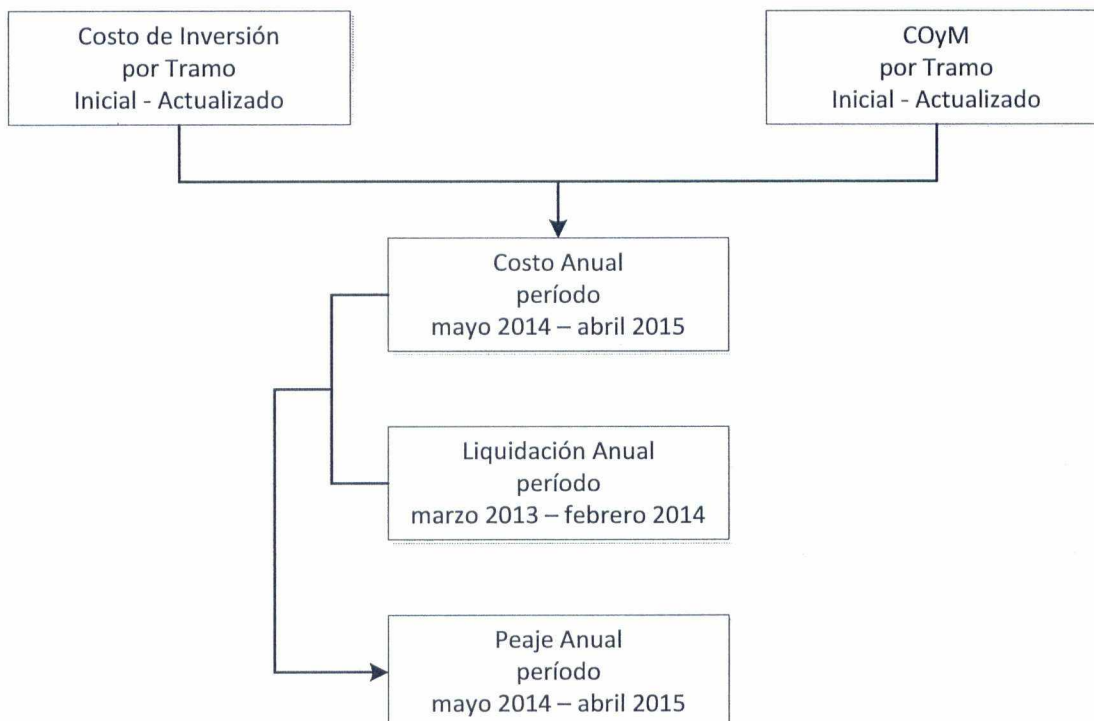 Costo de Inversión
por Tramo
Inicial - Actualizado
COyM
por Tramo
Inicial - Actualizado
Costo Anual
período
mayo 2014 – abril 2015
Liquidación Anual
período
marzo 2013 – febrero 2014
Peaje Anual
período
mayo 2014 – abril 2015